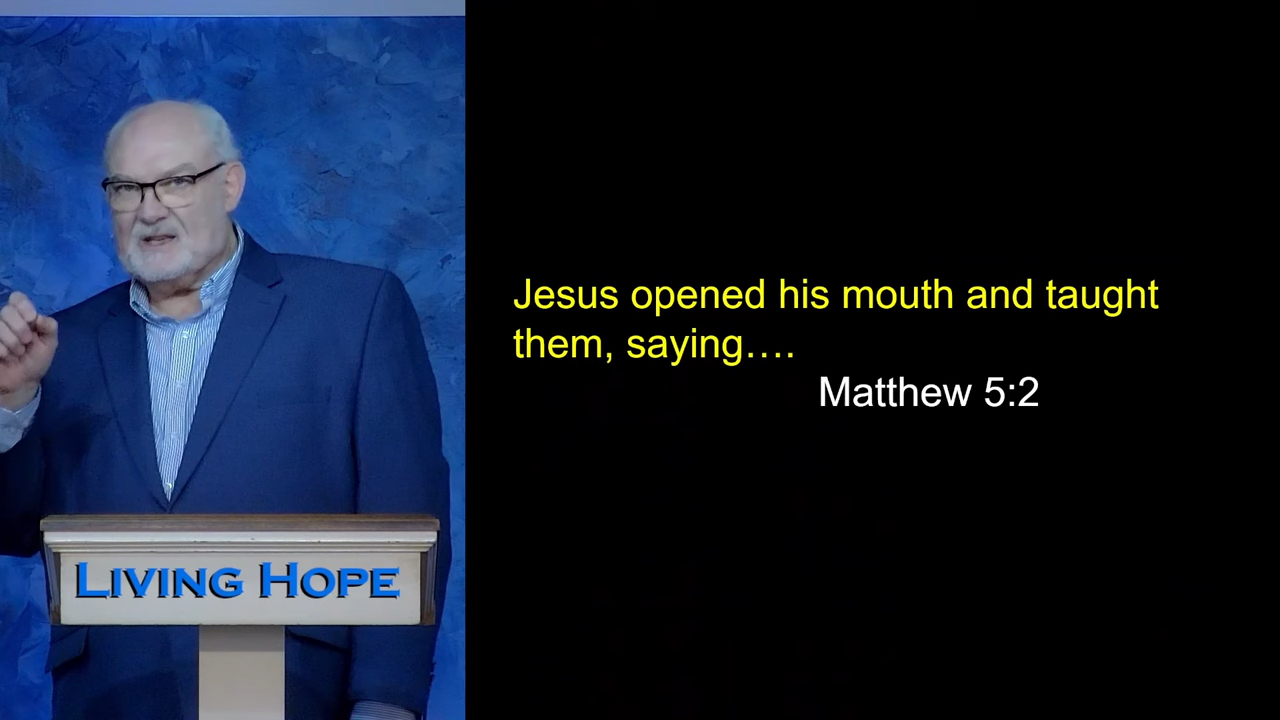 Jesus opened his mouth and taught
them, saying….
Matthew 5:2
LIVING HOPE